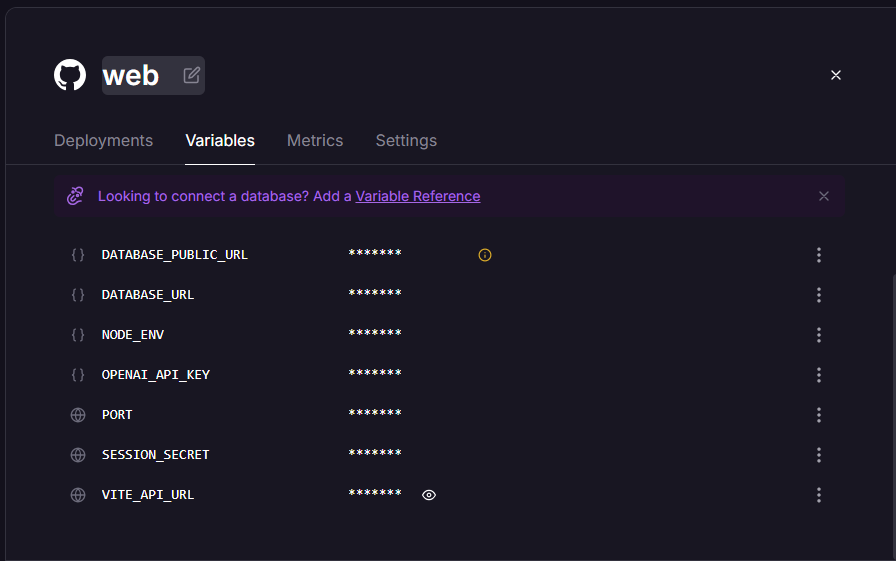 web
Deployments Variables Metrics Settings
Looking to connect a database? Add a Variable Reference
{} DATABASE_PUBLIC_URL *******
{} DATABASE_URL *******
{} NODE_ENV *******
{} OPENAI_API_KEY *******
PORT *******
SESSION_SECRET *******
VITE_API_URL *******